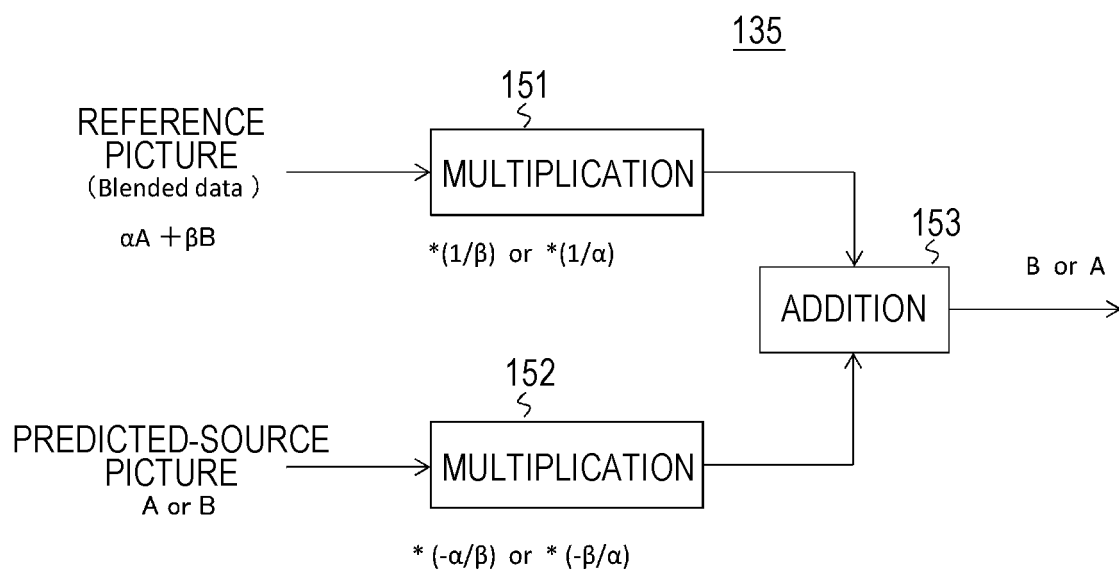 135
151
REFERENCE
PICTURE
(Blended data )
αA +βB
MULTIPLICATION
*(1/β) or *(1/α)
153
B or A
ADDITION
152
PREDICTED-SOURCE
PICTURE
A or B
MULTIPLICATION
* (-α/β) or * (-β/α)